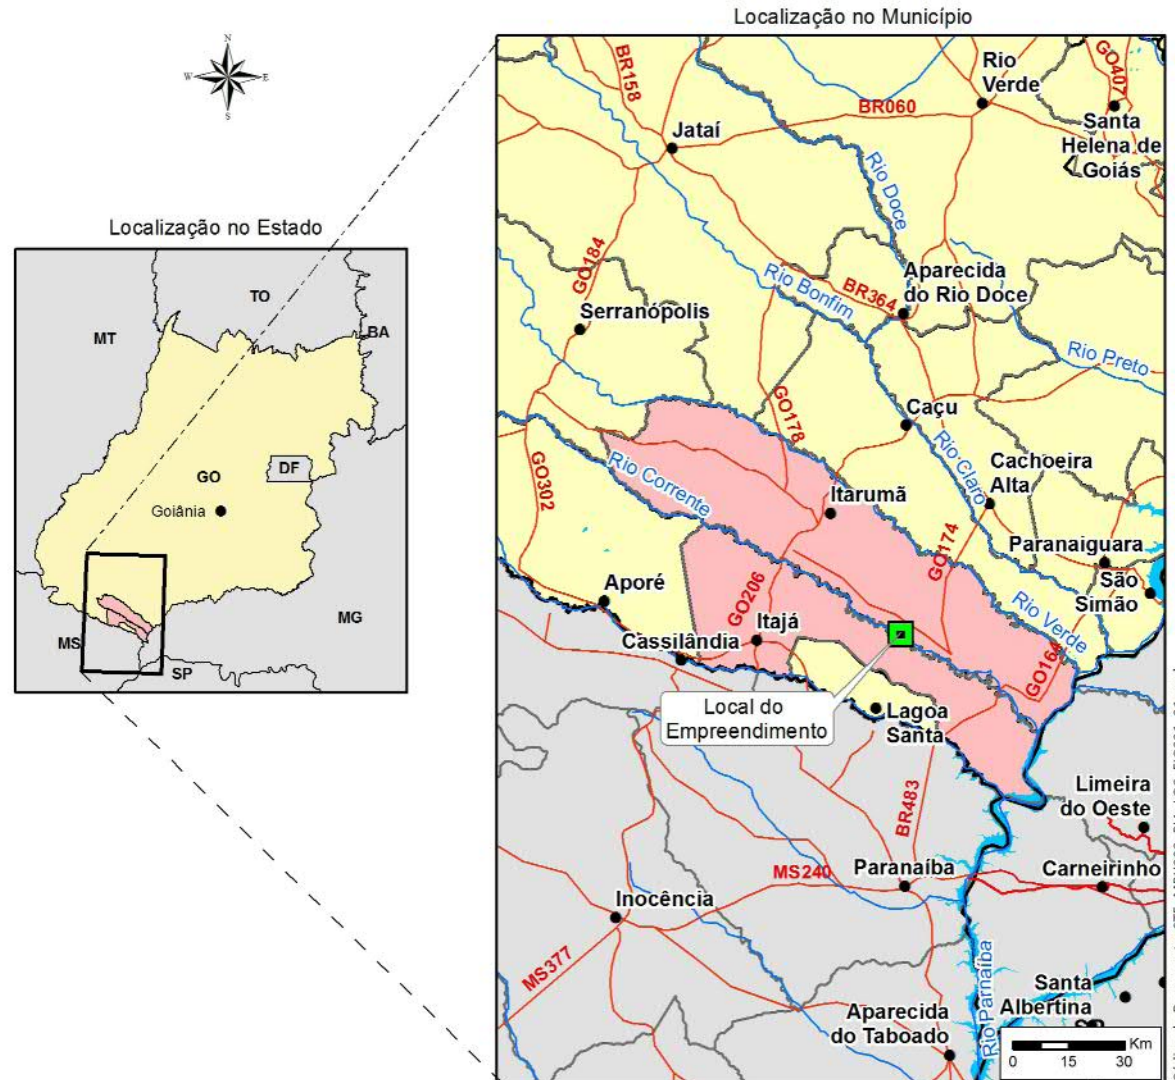 Localização no Município
N
W
E
S
Localização no Estado
TO
MT
BA
GO
DF
Goiânia
MS
MG
SP
BR158
Rio
Verde
GO407
BR060
Santa
Helena de
Goiás
Jataí
Rio Doce
GO184
Rio Bonfim
BR364
Aparecida
do Rio Doce
Serranópolis
Rio Preto
GO178
Caçu
GO302
Rio Corrente
Rio Claro
Cachoeira
Alta
Itarumã
GO174
Paranaiguara
São
Simão
Aporé
GO206
Itajá
Rio Verde
Cassilândia
GO164
Local do
Empreendimento
Lagoa
Santa
BR483
Limeira
do Oeste
MS240
Paranaíba
Carneirinho
Inocência
MS377
Rio Parnaíba
Santa
Albertina
Aparecida
do Taboado
Km
0 15 30